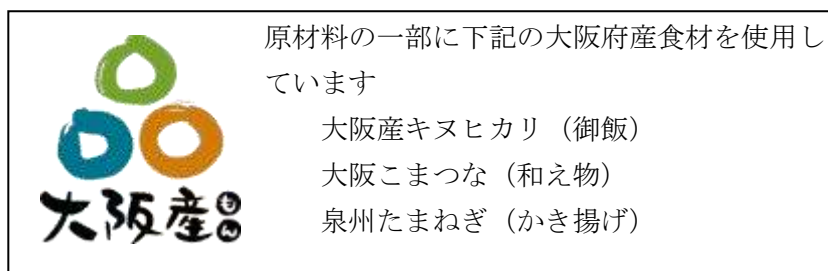 原材料の一部に下記の大阪府産食材を使用し
ています
大阪産キヌヒカリ（御飯）
大阪こまつな（和え物）
泉州たまねぎ（かき揚げ）
大阪産もん